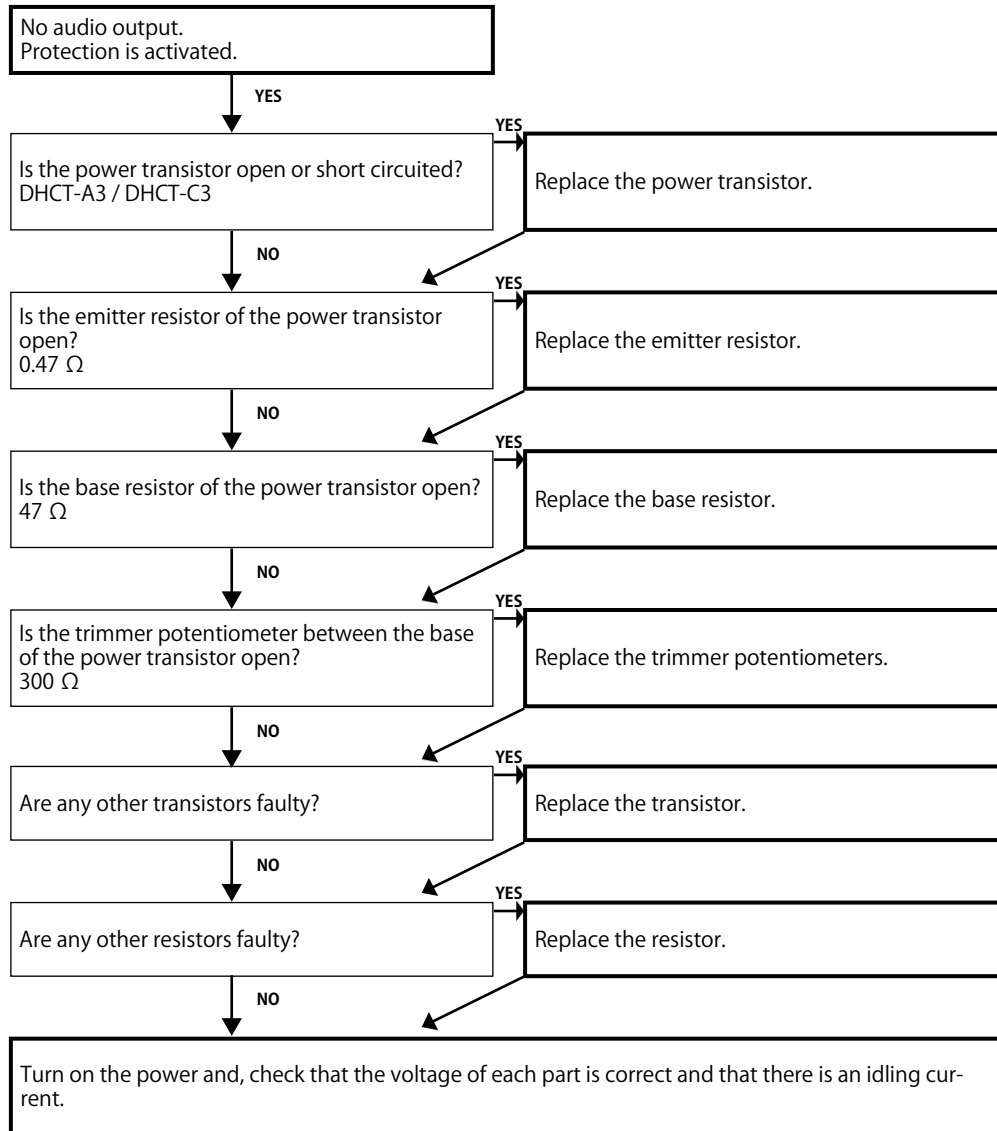 No audio output.
Protection is activated.
YES
Is the power transistor open or short circuited?
DHCT-A3 / DHCT-C3
YES
Replace the power transistor.
NO
Is the emitter resistor of the power transistor
open?
0.47 Ω
YES
Replace the emitter resistor.
NO
Is the base resistor of the power transistor open?
47 Ω
YES
Replace the base resistor.
NO
Is the trimmer potentiometer between the base
of the power transistor open?
300 Ω
YES
Replace the trimmer potentiometers.
NO
Are any other transistors faulty?
YES
Replace the transistor.
NO
Are any other resistors faulty?
YES
Replace the resistor.
NO
Turn on the power and, check that the voltage of each part is correct and that there is an idling cur-
rent.